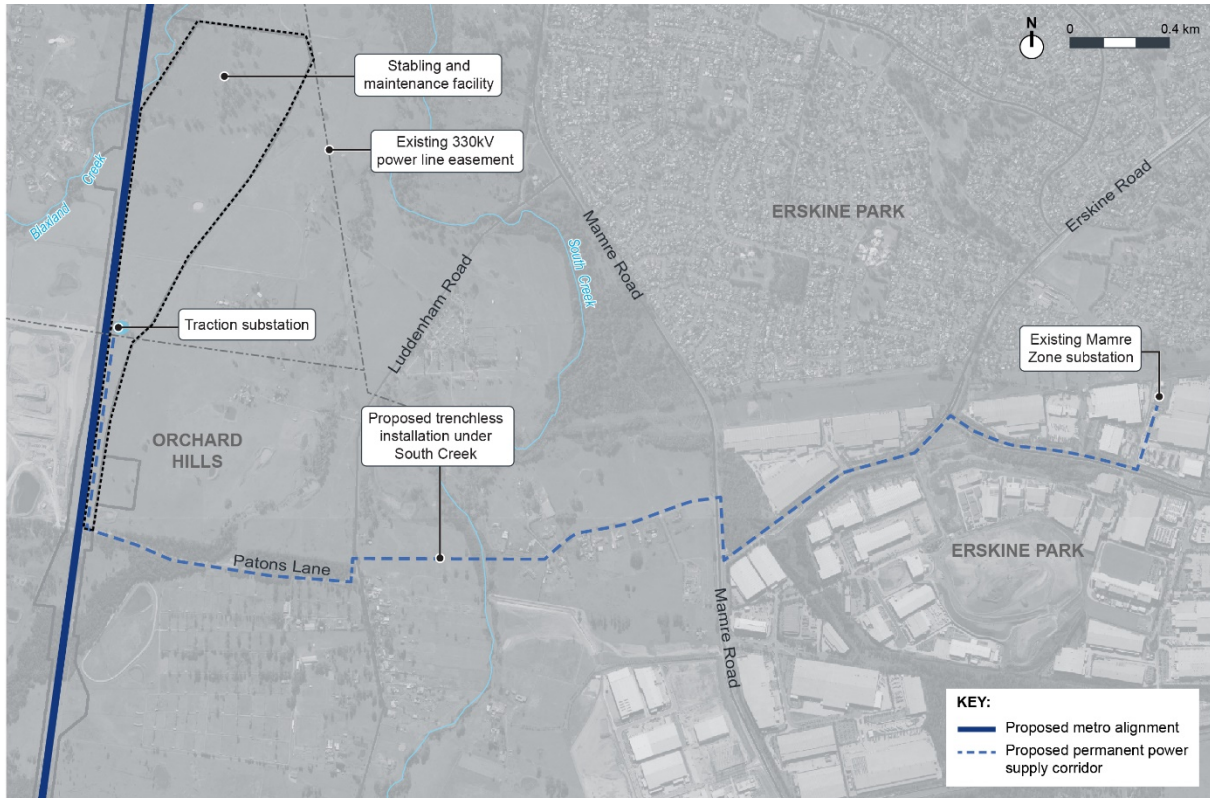 N
0
0.4 km
Stabling and
maintenance facility
Existing 330kV
power line easement
Blaxland Creek
ERSKINE PARK
Erskine Road
Mamre Road
South Creek
Luddenham Road
Traction substation
Existing Mamre
Zone substation
Proposed trenchless
installation under
South Creek
ORCHARD
HILLS
Patons Lane
ERSKINE PARK
Mamre Road
KEY:
Proposed metro alignment
Proposed permanent power
supply corridor